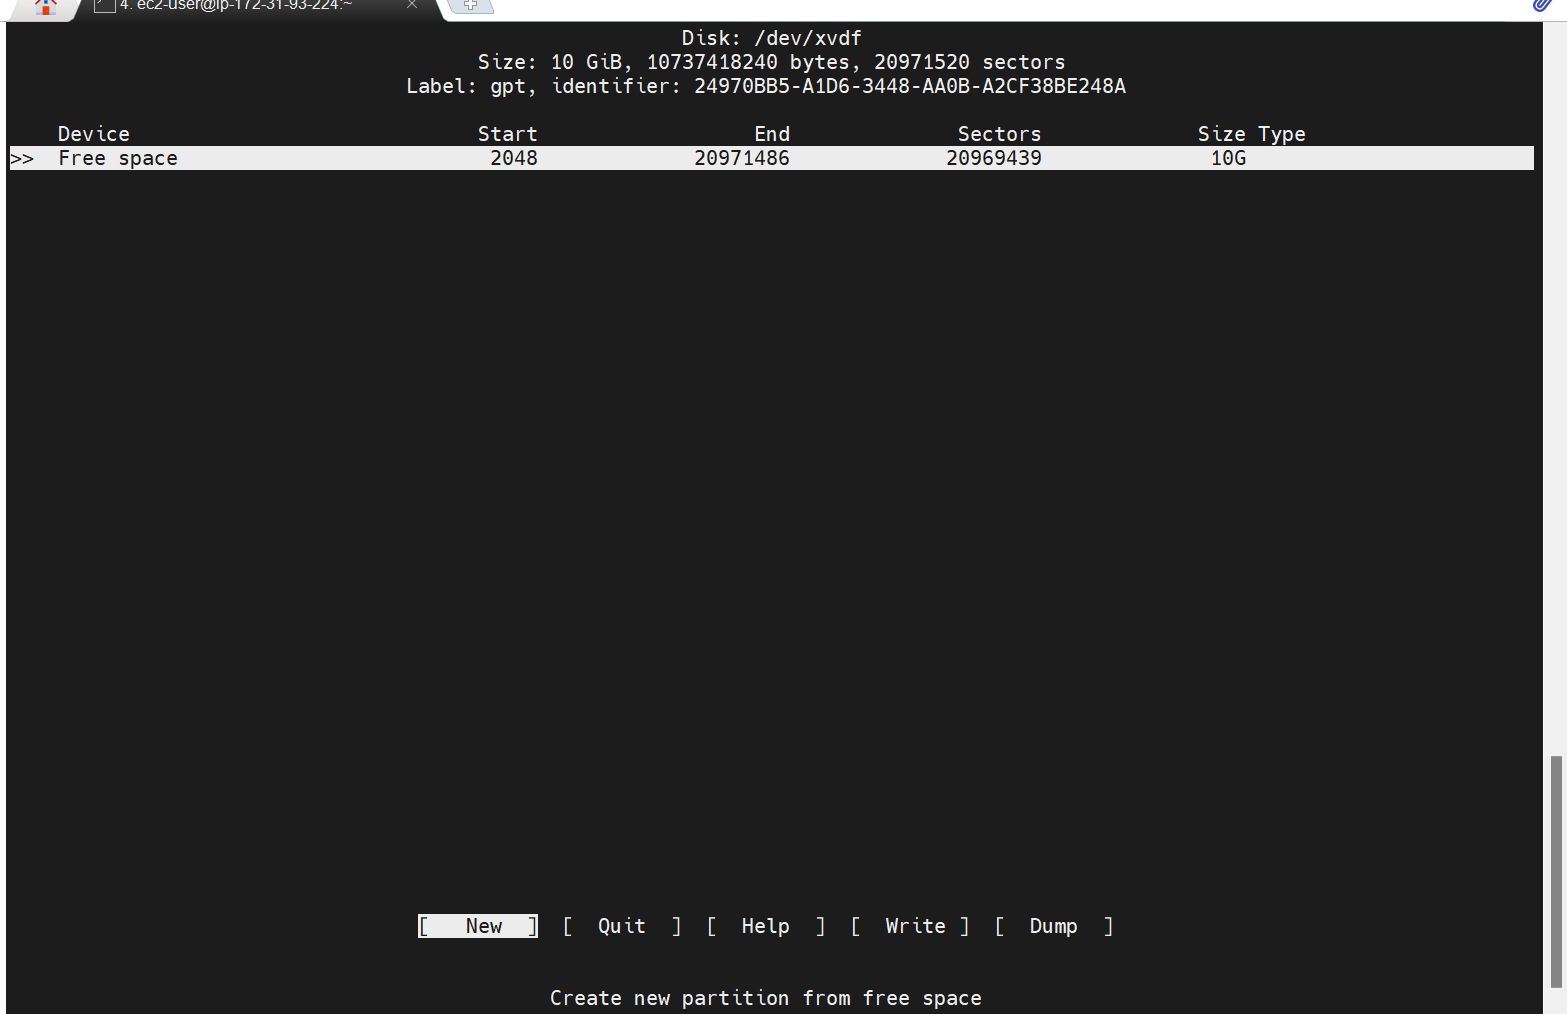 4. ec2-user@ip-172-31-93-224:~
Disk: /dev/xvdf
Size: 10 GiB, 10737418240 bytes, 20971520 sectors
Label: gpt, identifier: 24970BB5-A1D6-3448-AA0B-A2CF38BE248A
Device Start End Sectors Size Type
>> Free space 2048 20971486 20969439 10G
[ New ] [ Quit ] [ Help ] [ Write ] [ Dump ]
Create new partition from free space